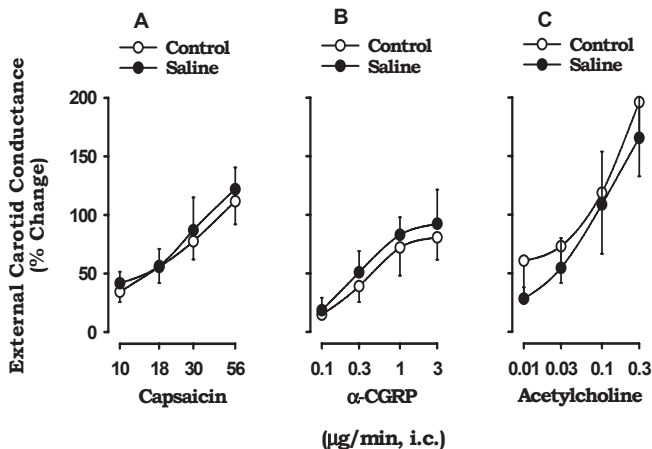 A
Control
Saline
B
Control
Saline
C
Control
Saline
External Carotid Conductance
(% Change)
200
150
100
50
0
10 18 30 56
Capsaicin
0.1 0.3 1 3
α-CGRP
0.01 0.03 0.1 0.3
Acetylcholine
(μg/min, i.c.)